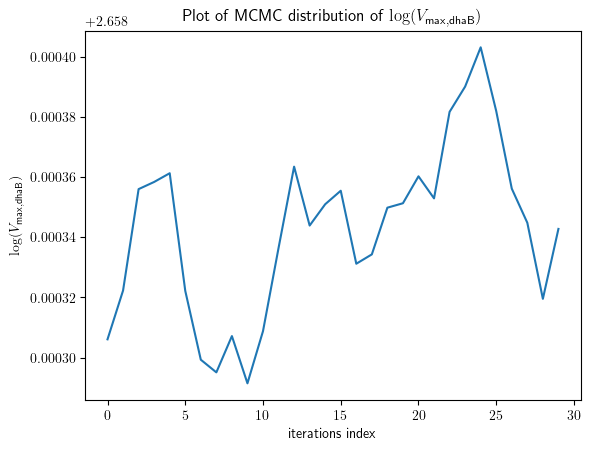 Plot of MCMC distribution of log(V_max,dhaB)
+2.658
0.00040
0.00038
0.00036
0.00034
0.00032
0.00030
log(V_max,dhaB)
0 5 10 15 20 25 30
iterations index